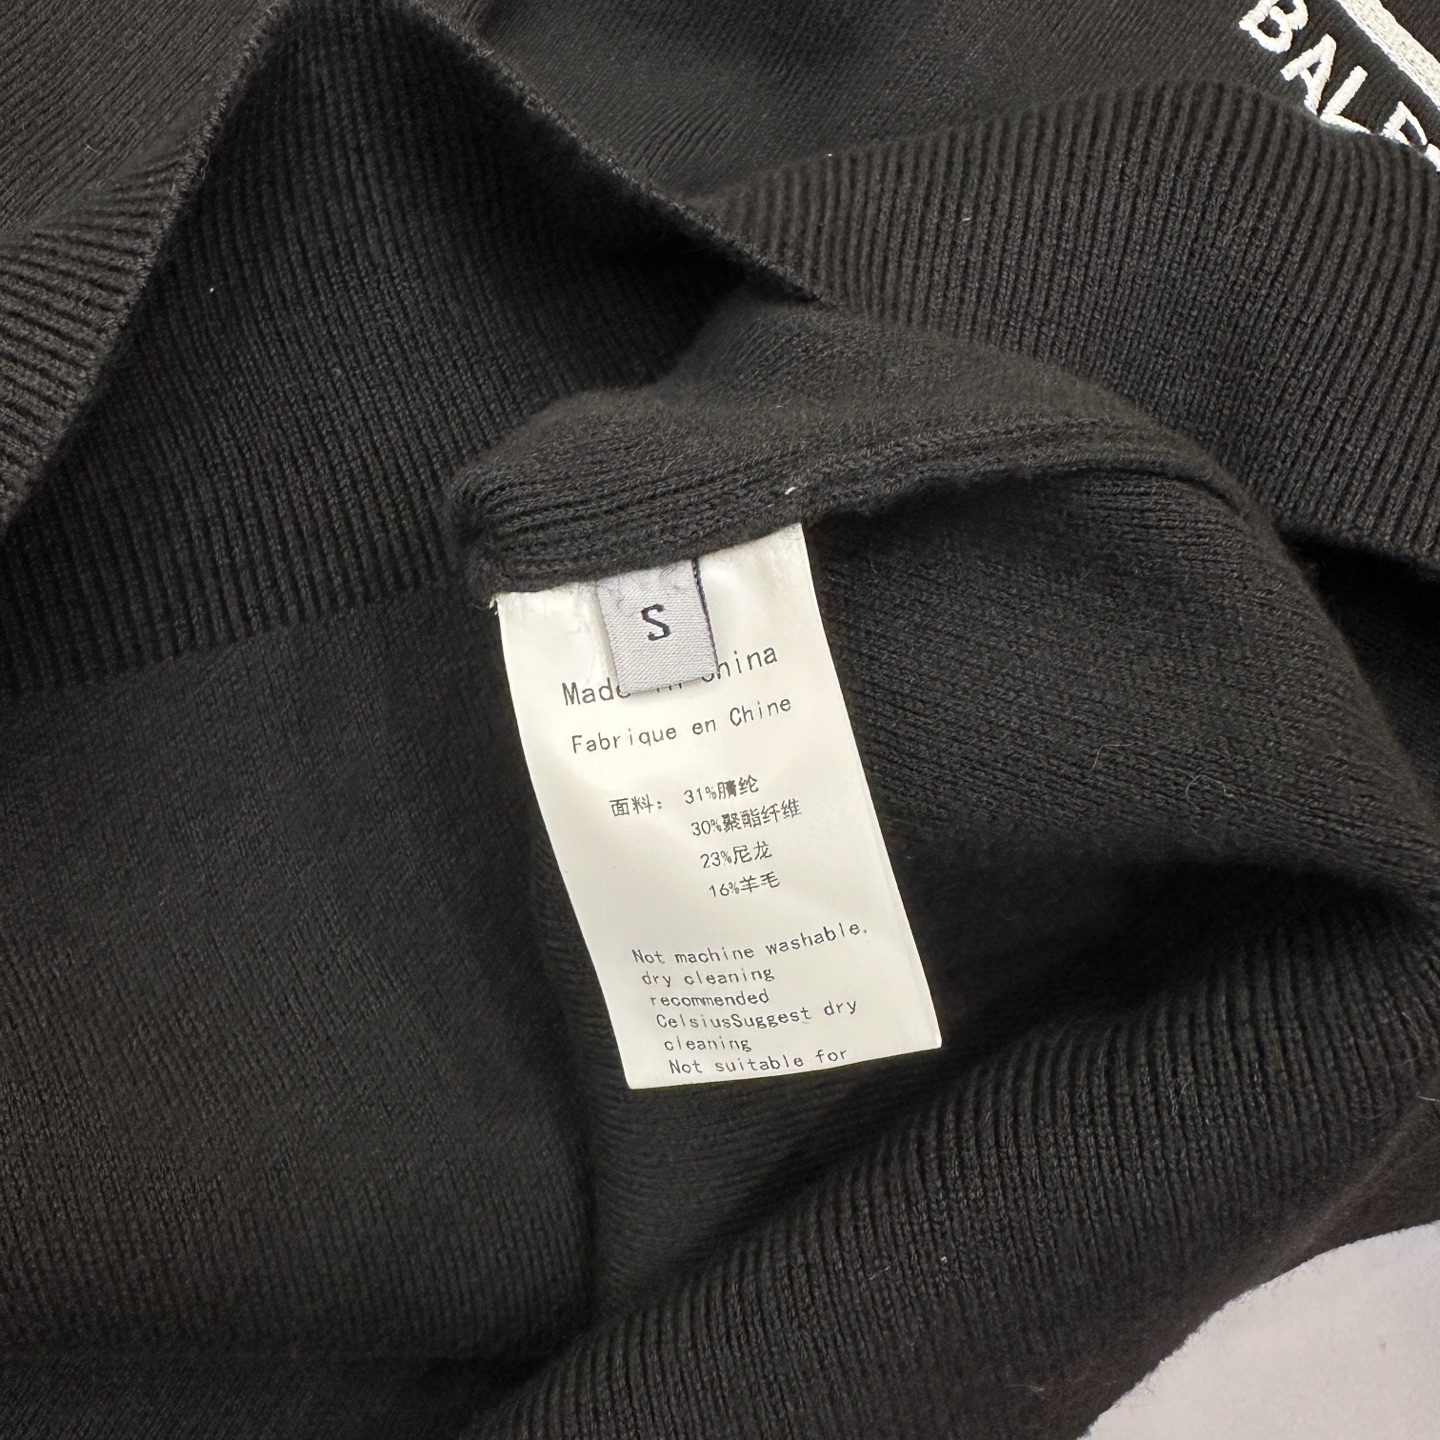 BALE
S
Made in China
Fabrique en Chine
面料: 31%腈纶
30%聚酯纤维
23%尼龙
16%羊毛
Not machine washable,
dry cleaning
recommended
CelsiusSuggest dry
cleaning
Not suitable for